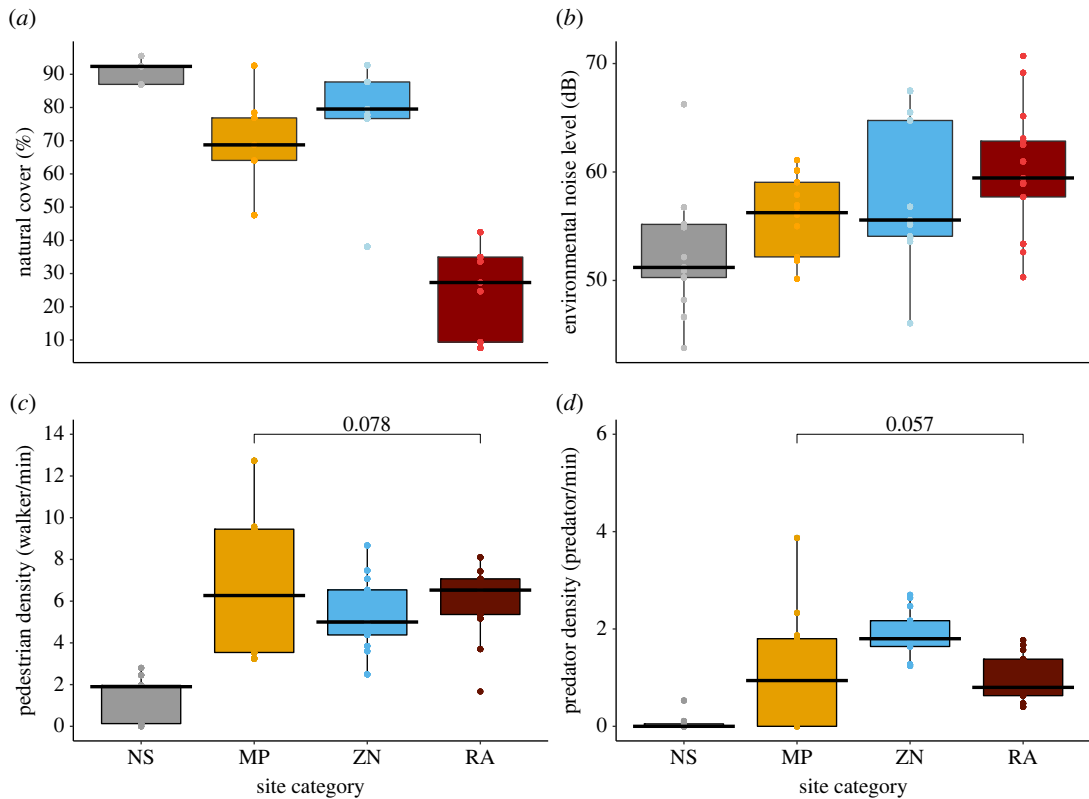 (a)
natural cover (%)
90
80
70
60
50
40
30
20
10
(b)
environmental noise level (dB)
70
60
50
(c)
pedestrian density (walker/min)
14
12
10
8
6
4
2
0
0.078
NS MP ZN RA
site category
(d)
predator density (predator/min)
6
4
2
0
0.057
NS MP ZN RA
site category